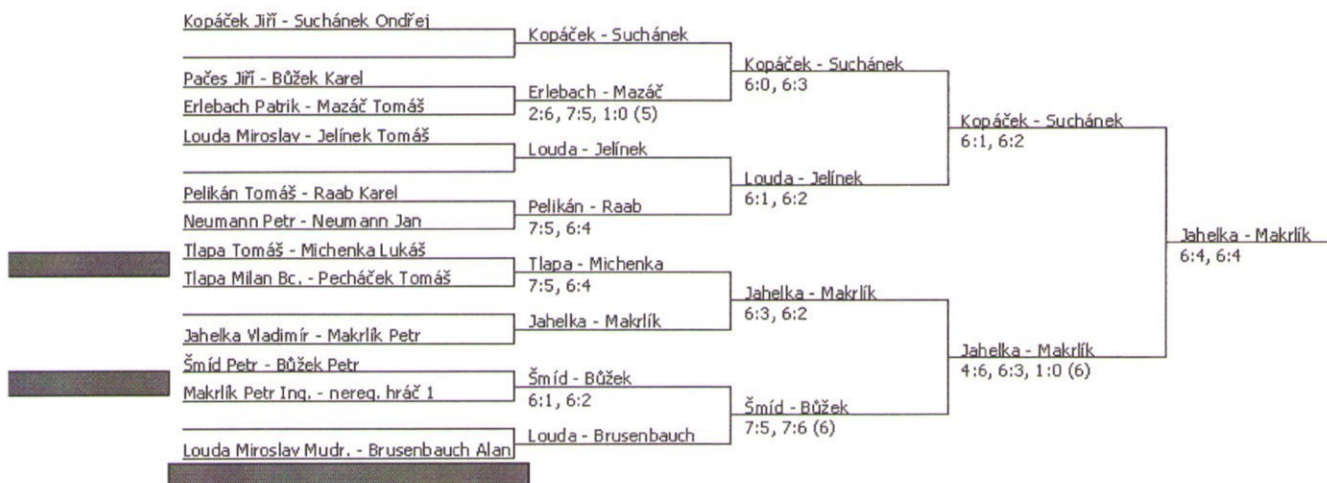 Kopáček Jiří - Suchánek Ondřej
Pačes Jiří - Bůžek Karel
Erlebach Patrik - Mazáč Tomáš
Louda Miroslav - Jelínek Tomáš
Pelikán Tomáš - Raab Karel
Neumann Petr - Neumann Jan
Tlapa Tomáš - Michenka Lukáš
Tlapa Milan Bc. - Pecháček Tomáš
Jahelka Vladimír - Makrlík Petr
Šmíd Petr - Bůžek Petr
Makrlík Petr Ing. - nereg. hráč 1
Louda Miroslav Mudr. - Brusenbauch Alan
Kopáček - Suchánek
Erlebach - Mazáč
2:6, 7:5, 1:0 (5)
Louda - Jelínek
Pelikán - Raab
7:5, 6:4
Tlapa - Michenka
7:5, 6:4
Jahelka - Makrlík
Šmíd - Bůžek
6:1, 6:2
Louda - Brusenbauch
Kopáček - Suchánek
6:0, 6:3
Louda - Jelínek
6:1, 6:2
Jahelka - Makrlík
6:3, 6:2
Šmíd - Bůžek
7:5, 7:6 (6)
Kopáček - Suchánek
6:1, 6:2
Jahelka - Makrlík
4:6, 6:3, 1:0 (6)
Jahelka - Makrlík
6:4, 6:4